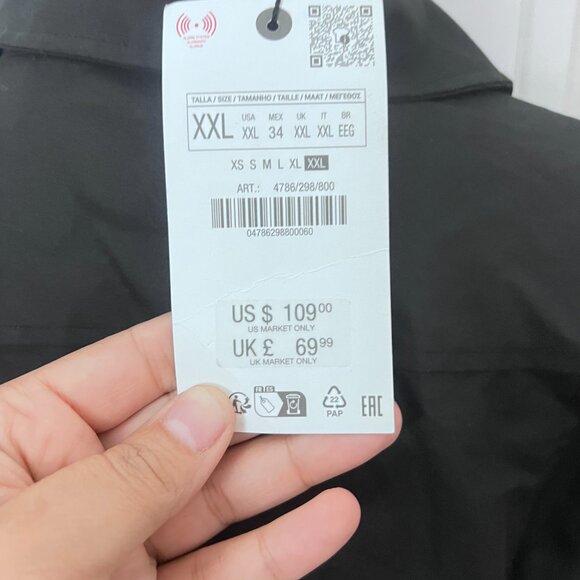 TALLA / SIZE / TAMANHO / TAILLE / MAAT / ΜΕΓΕΘΟΣ
XXL
USA MEX UK IT BR
XXL 34 XXL XXL EEG
XS S M L XL XXL
ART.: 4786/298/800
04786298800060
US $ 109.00
US MARKET ONLY
UK £ 69.99
UK MARKET ONLY
FR ES
22
PAP
EAC